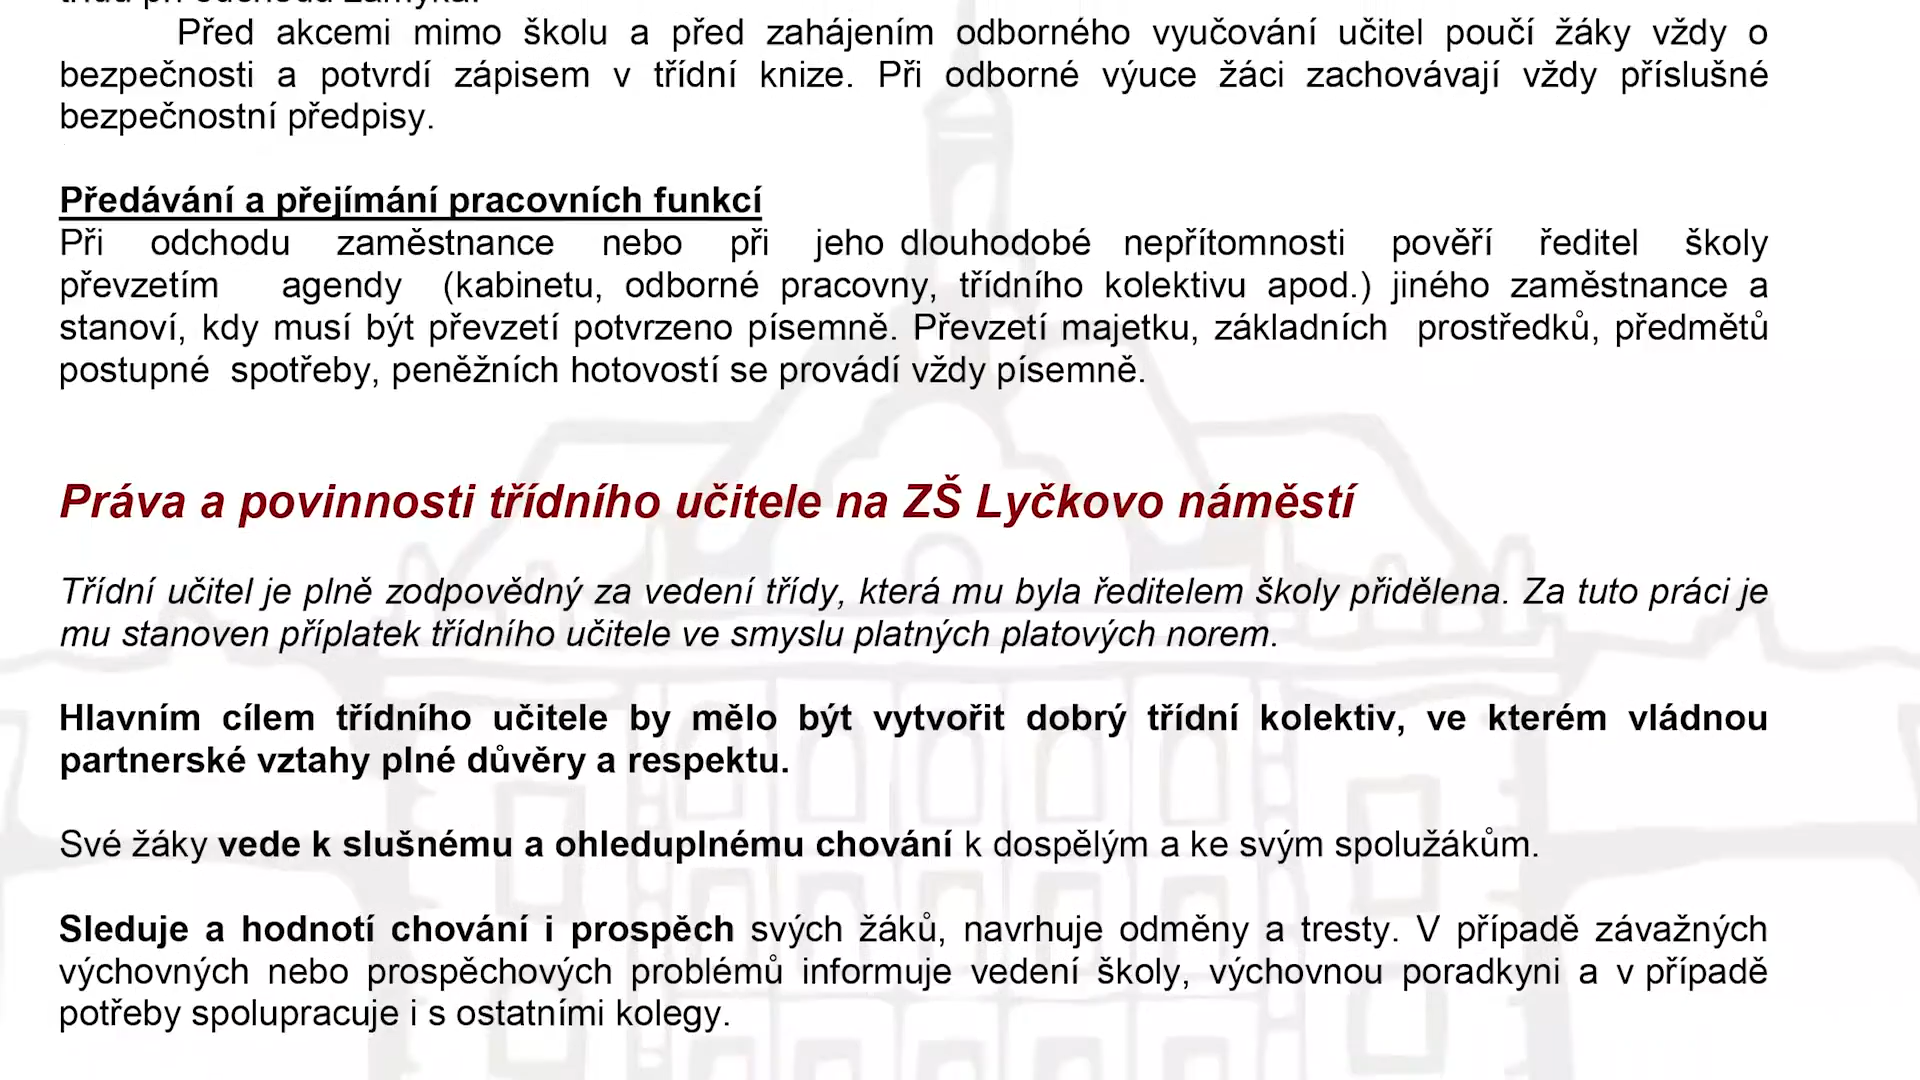 třídu při odchodu zamyká.
Před akcemi mimo školu a před zahájením odborného vyučování učitel poučí žáky vždy o
bezpečnosti a potvrdí zápisem v třídní knize. Při odborné výuce žáci zachovávají vždy příslušné
bezpečnostní předpisy.
Předávání a přejímání pracovních funkcí
Při odchodu zaměstnance nebo při jeho dlouhodobé nepřítomnosti pověří ředitel školy
převzetím agendy (kabinetu, odborné pracovny, třídního kolektivu apod.) jiného zaměstnance a
stanoví, kdy musí být převzetí potvrzeno písemně. Převzetí majetku, základních prostředků, předmětů
postupné spotřeby, peněžních hotovostí se provádí vždy písemně.
Práva a povinnosti třídního učitele na ZŠ Lyčkovo náměstí
Třídní učitel je plně zodpovědný za vedení třídy, která mu byla ředitelem školy přidělena. Za tuto práci je
mu stanoven příplatek třídního učitele ve smyslu platných platových norem.
Hlavním cílem třídního učitele by mělo být vytvořit dobrý třídní kolektiv, ve kterém vládnou
partnerské vztahy plné důvěry a respektu.
Své žáky vede k slušnému a ohleduplnému chování k dospělým a ke svým spolužákům.
Sleduje a hodnotí chování i prospěch svých žáků, navrhuje odměny a tresty. V případě závažných
výchovných nebo prospěchových problémů informuje vedení školy, výchovnou poradkyni a v případě
potřeby spolupracuje i s ostatními kolegy.